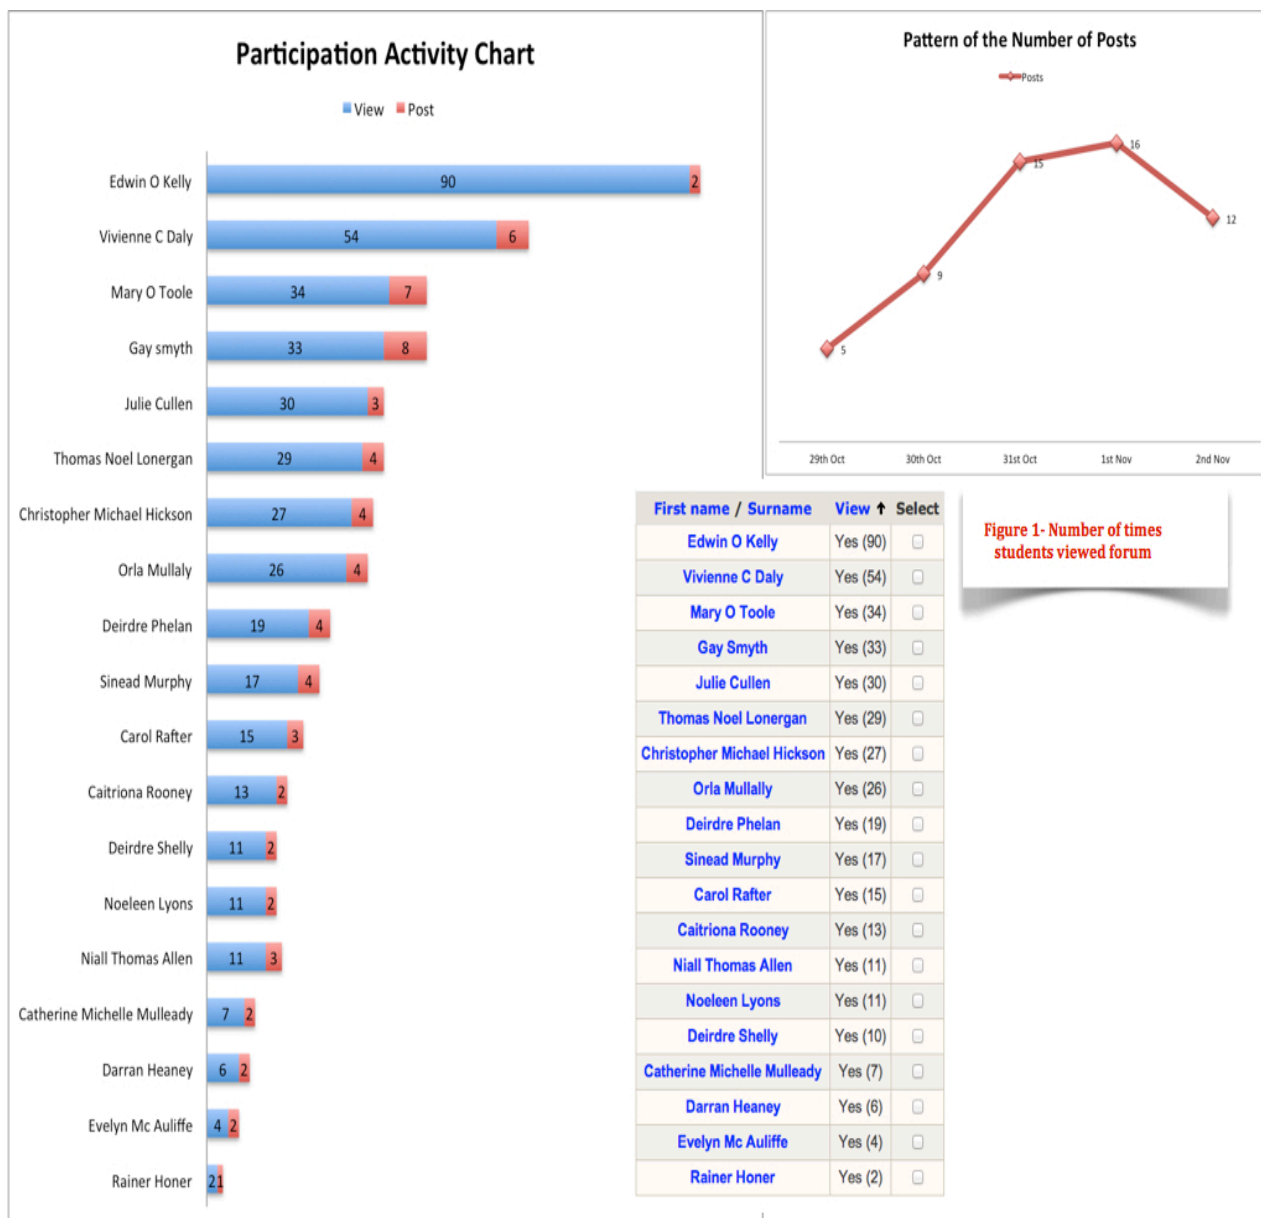 Participation Activity Chart
View Post
Edwin O Kelly 90 2
Vivienne C Daly 54 6
Mary O Toole 34 7
Gay smyth 33 8
Julie Cullen 30 3
Thomas Noel Lonergan 29 4
Christopher Michael Hickson 27 4
Orla Mullaly 26 4
Deirdre Phelan 19 4
Sinead Murphy 17 4
Carol Rafter 15 3
Caitriona Rooney 13 2
Deirdre Shelly 11 2
Noeleen Lyons 11 2
Niall Thomas Allen 11 3
Catherine Michelle Mulleady 7 2
Darran Heaney 6 2
Evelyn Mc Auliffe 4 2
Rainer Honer 2 1
Pattern of the Number of Posts
Posts
5
9
15
16
12
29th Oct 30th Oct 31st Oct 1st Nov 2nd Nov
First name / Surname View ↑ Select
Edwin O Kelly Yes (90)
Vivienne C Daly Yes (54)
Mary O Toole Yes (34)
Gay Smyth Yes (33)
Julie Cullen Yes (30)
Thomas Noel Lonergan Yes (29)
Christopher Michael Hickson Yes (27)
Orla Mullally Yes (26)
Deirdre Phelan Yes (19)
Sinead Murphy Yes (17)
Carol Rafter Yes (15)
Caitriona Rooney Yes (13)
Niall Thomas Allen Yes (11)
Noeleen Lyons Yes (11)
Deirdre Shelly Yes (10)
Catherine Michelle Mulleady Yes (7)
Darran Heaney Yes (6)
Evelyn Mc Auliffe Yes (4)
Rainer Honer Yes (2)
Figure 1- Number of times
students viewed forum